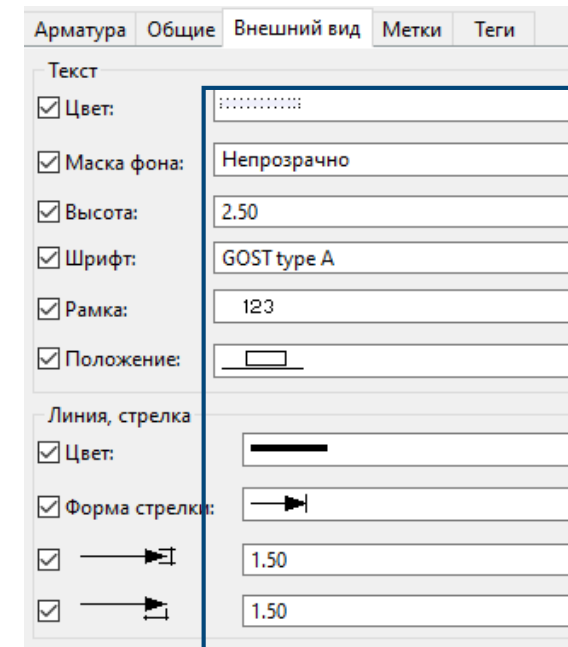 Арматура Общие Внешний вид Метки Теги
Текст
Цвет:
Маска фона: Непрозрачно
Высота: 2.50
Шрифт: GOST type A
Рамка: 123
Положение:
Линия, стрелка
Цвет:
Форма стрелки:
1.50
1.50